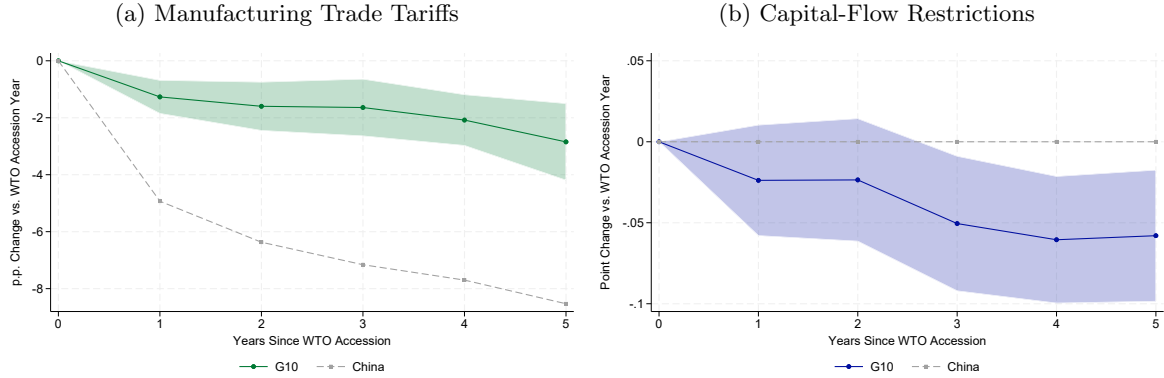 (a) Manufacturing Trade Tariffs
p.p. Change vs. WTO Accession Year
0
-2
-4
-6
-8
0 1 2 3 4 5
Years Since WTO Accession
G10 China
(b) Capital-Flow Restrictions
Point Change vs. WTO Accession Year
.05
0
-.05
-.1
0 1 2 3 4 5
Years Since WTO Accession
G10 China